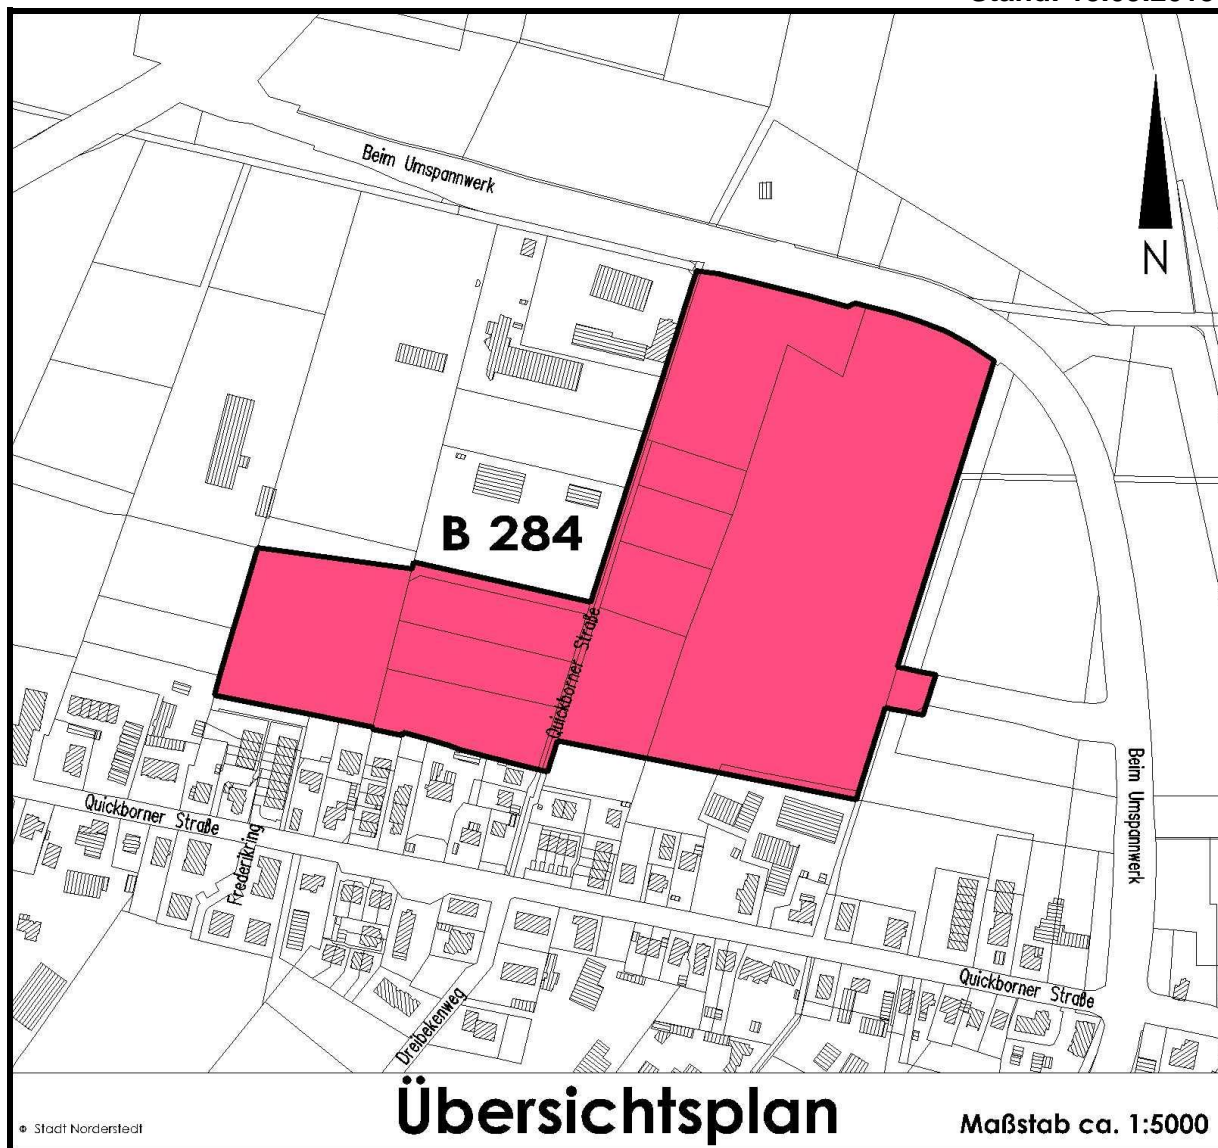 Beim Umspannwerk
N
B 284
Quickborner Straße
Quickborner Straße
Frederikring
Beim Umspannwerk
Quickborner Straße
Dreibekenweg
Übersichtsplan
© Stadt Norderstedt
Maßstab ca. 1:5000